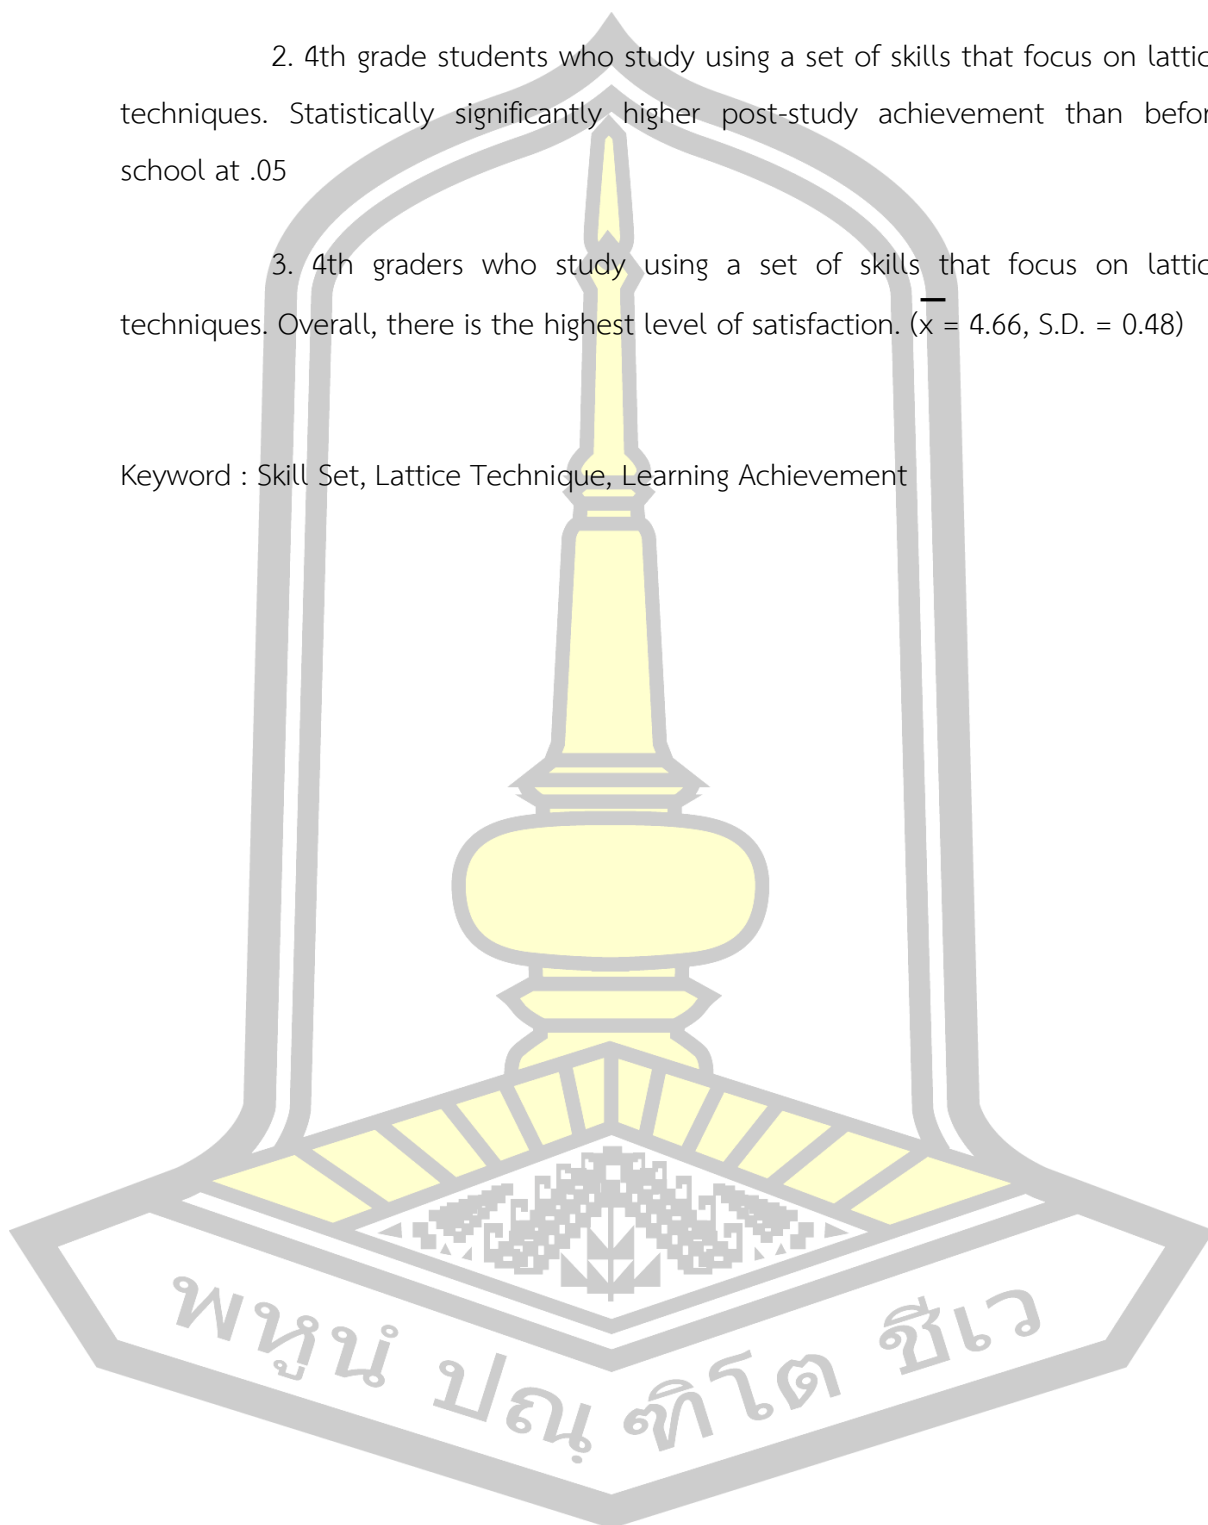 2. 4th grade students who study using a set of skills that focus on lattic
techniques. Statistically significantly higher post-study achievement than befor
school at .05
3. 4th graders who study using a set of skills that focus on lattic
techniques. Overall, there is the highest level of satisfaction. (x̄ = 4.66, S.D. = 0.48)
Keyword : Skill Set, Lattice Technique, Learning Achievement
พหูนํ ปณฺฑิโต ชีเว